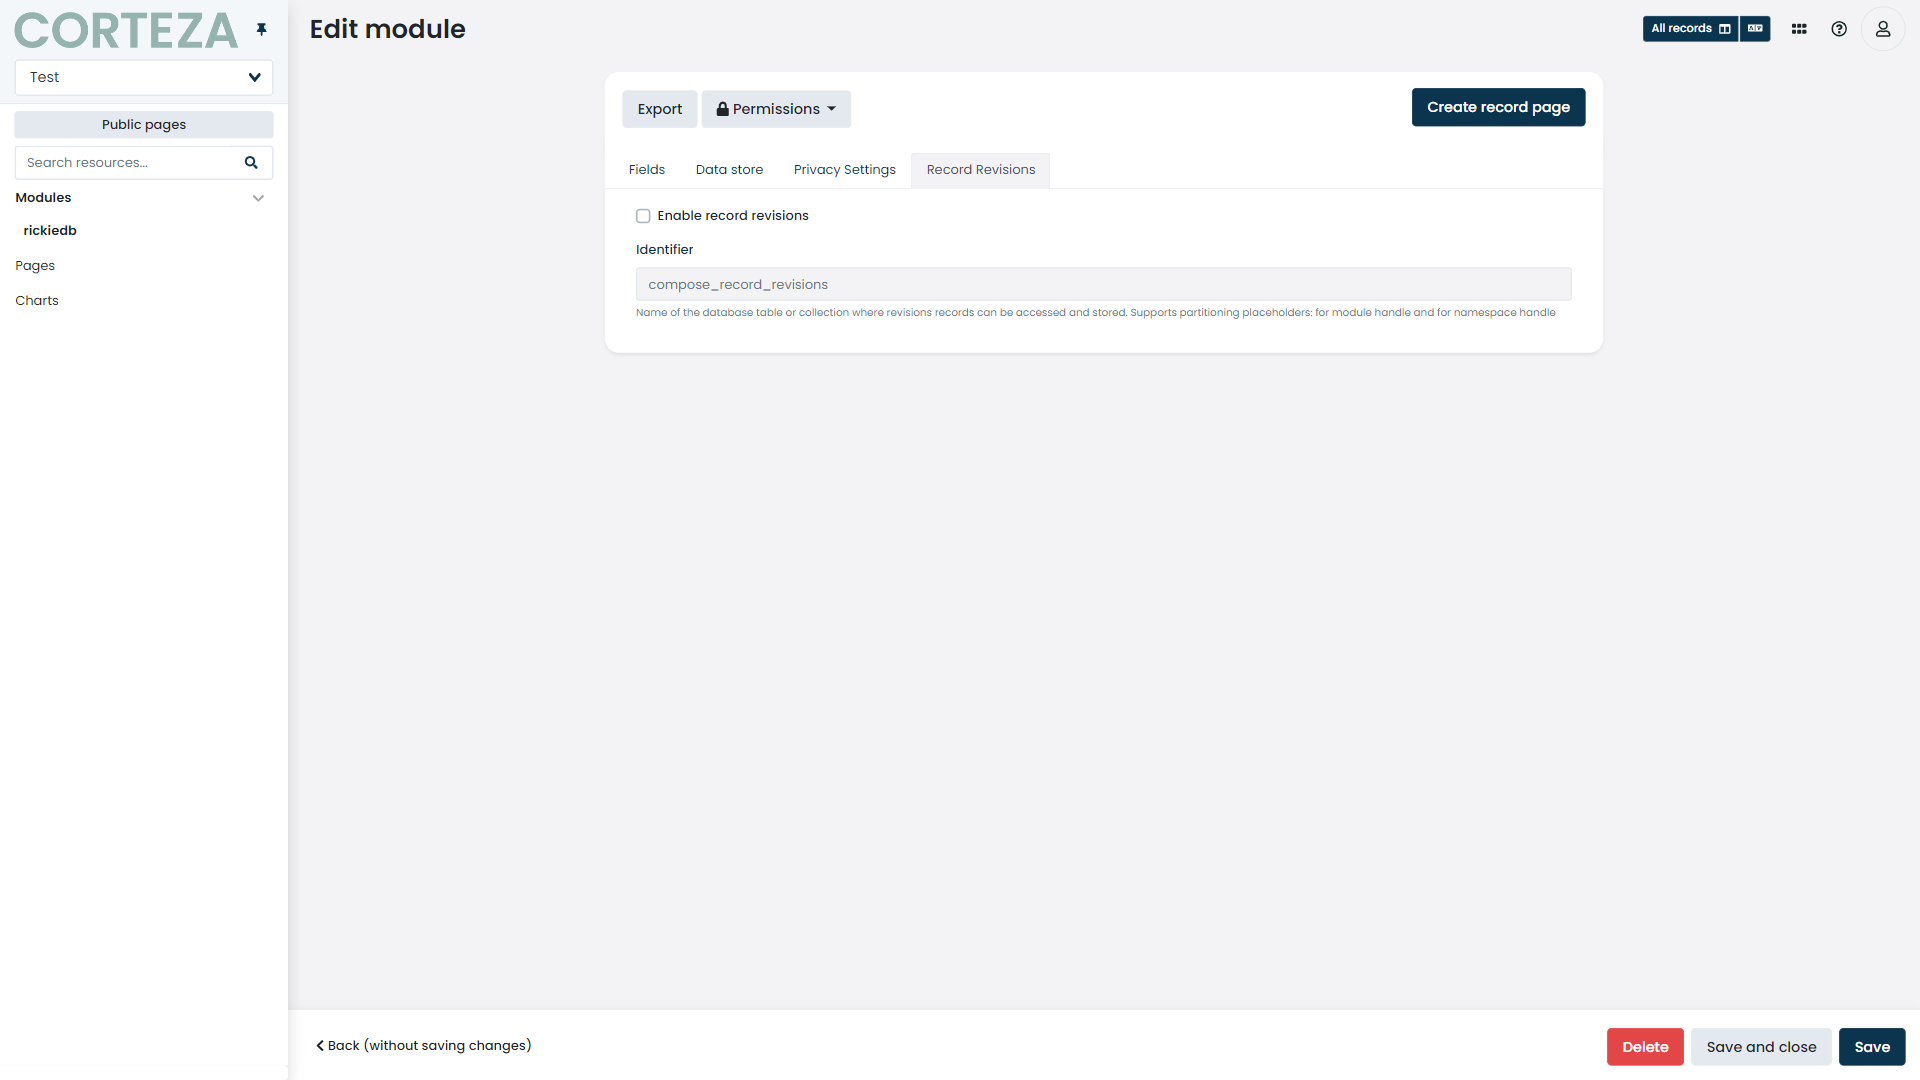 CORTEZA
Edit module
All records
Test
Public pages
Search resources...
Modules
rickiedb
Pages
Charts
Export
Permissions
Create record page
Fields
Data store
Privacy Settings
Record Revisions
Enable record revisions
Identifier
compose_record_revisions
Name of the database table or collection where revisions records can be accessed and stored. Supports partitioning placeholders: for module handle and for namespace handle
Back (without saving changes)
Delete
Save and close
Save